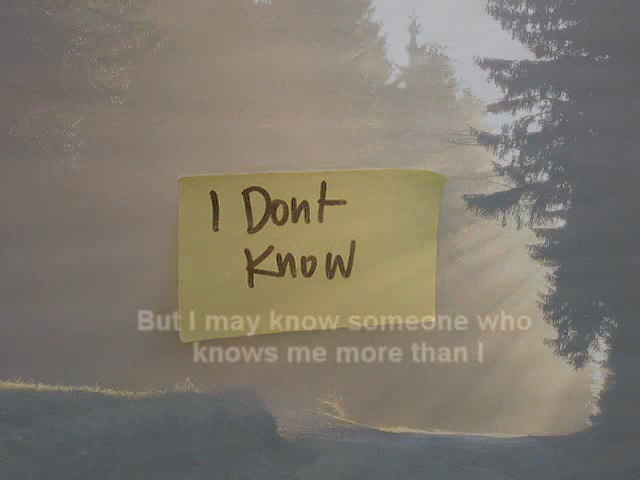 I Dont
Know
But I may know someone who
knows me more than I